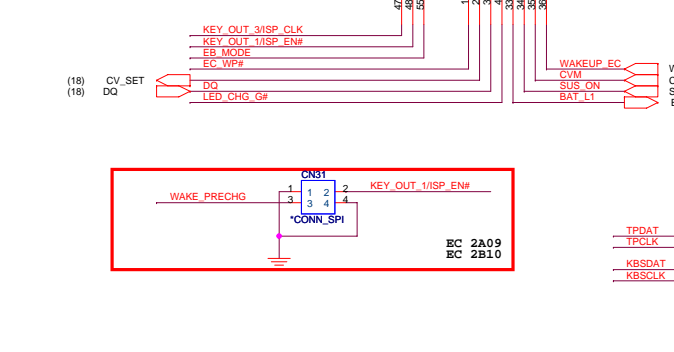 47
48
55
1
2
3
4
33
34
35
36
KEY_OUT_3/ISP_CLK
KEY_OUT_1/ISP_EN#
EB_MODE
EC_WP#
(18) CV_SET
(18) DQ
DQ
LED_CHG_G#
WAKEUP_EC
CVM
SUS_ON
BAT_L1
CN31
WAKE_PRECHG
1 1 2 2
3 3 4 4
KEY_OUT_1/ISP_EN#
*CONN_SPI
EC 2A09
EC 2B10
TPDAT
TPCLK
KBSDAT
KBSCLK